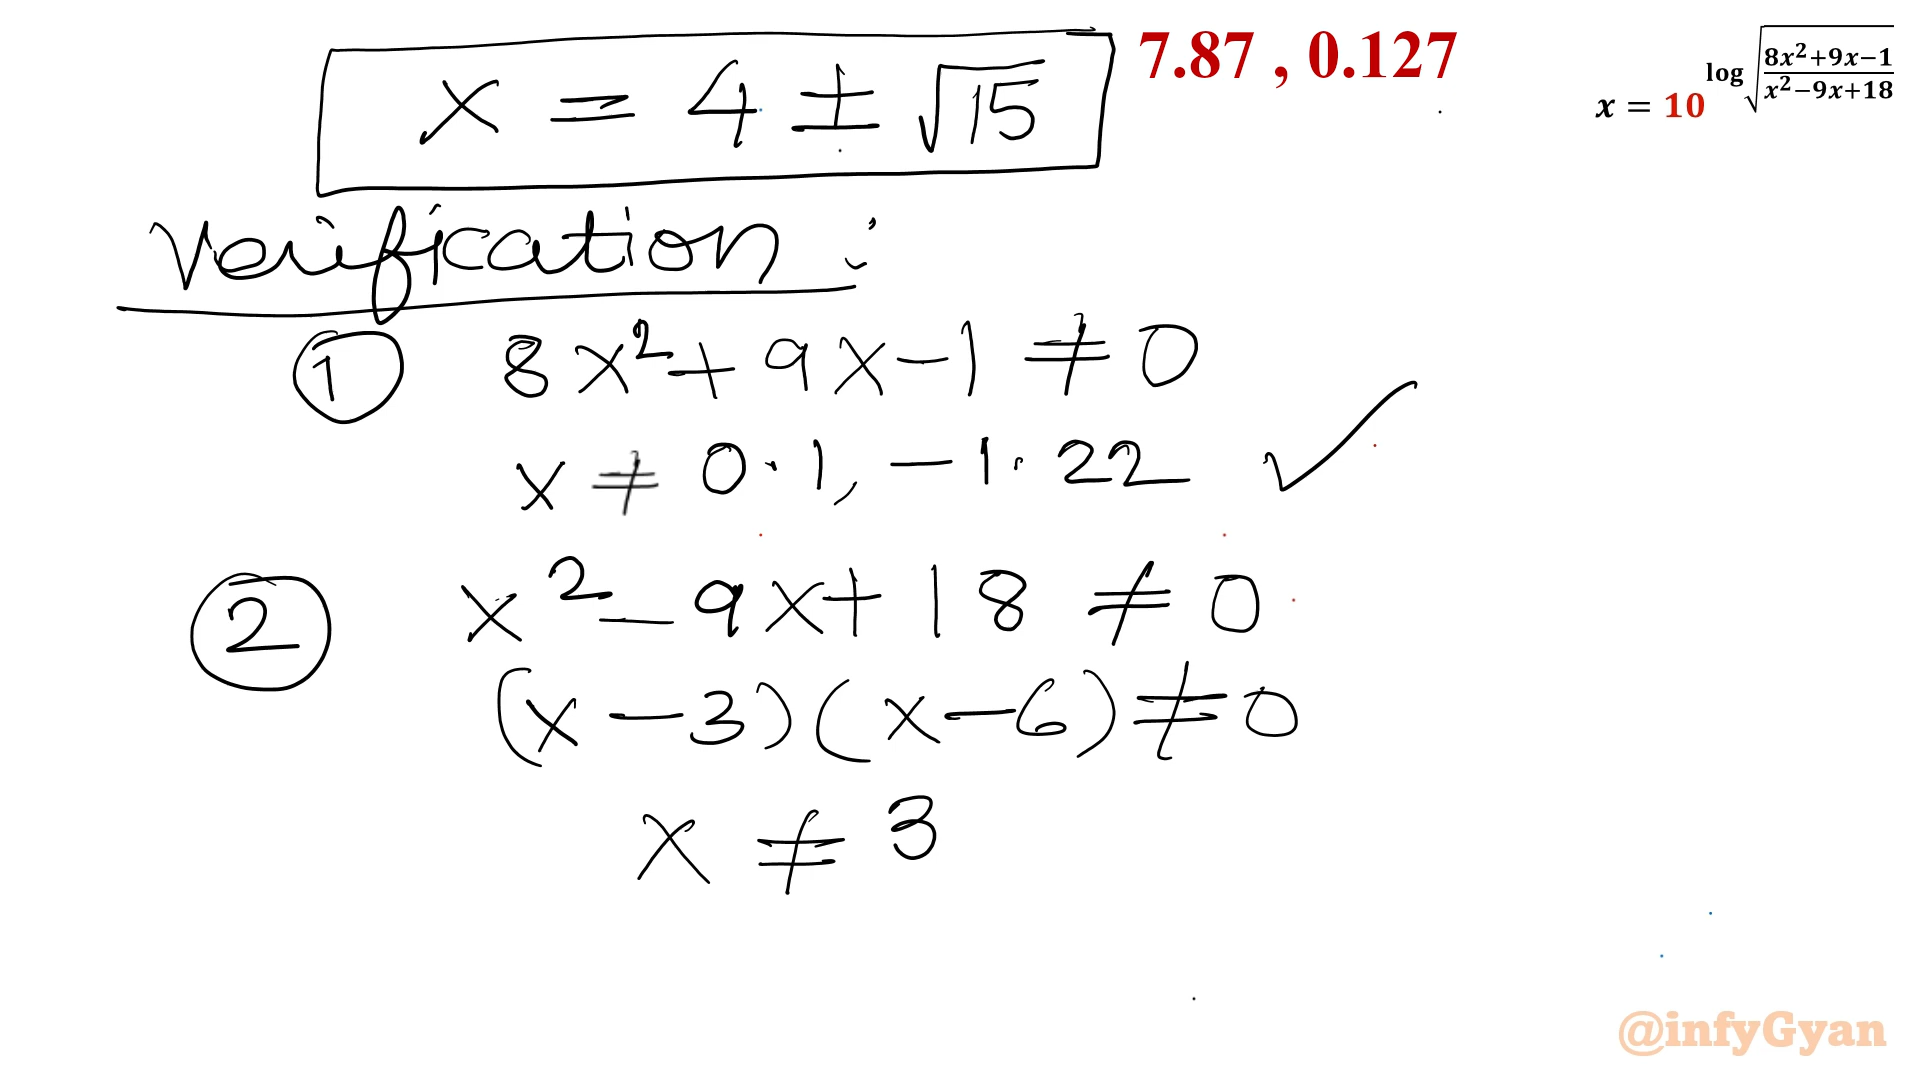 x = 4 ± √15
7.87 , 0.127
x = 10^(log √((8x²+9x−1)/(x²−9x+18)))
Verification :
① 8x² + 9x − 1 ≠ 0
x ≠ 0.1, −1.22 ✓
② x² − 9x + 18 ≠ 0
(x − 3)(x − 6) ≠ 0
x ≠ 3
@infyGyan